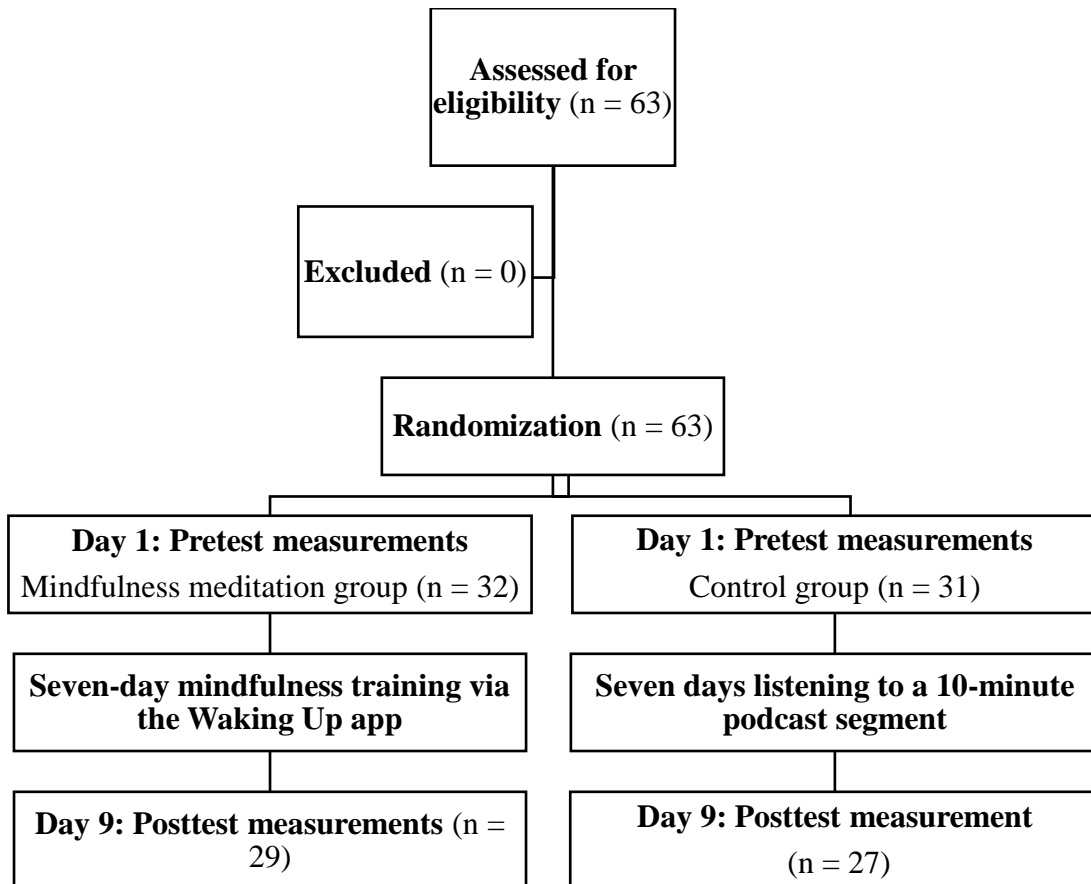 Assessed for
eligibility (n = 63)
Excluded (n = 0)
Randomization (n = 63)
Day 1: Pretest measurements
Mindfulness meditation group (n = 32)
Day 1: Pretest measurements
Control group (n = 31)
Seven-day mindfulness training via
the Waking Up app
Seven days listening to a 10-minute
podcast segment
Day 9: Posttest measurements (n =
29)
Day 9: Posttest measurement
(n = 27)